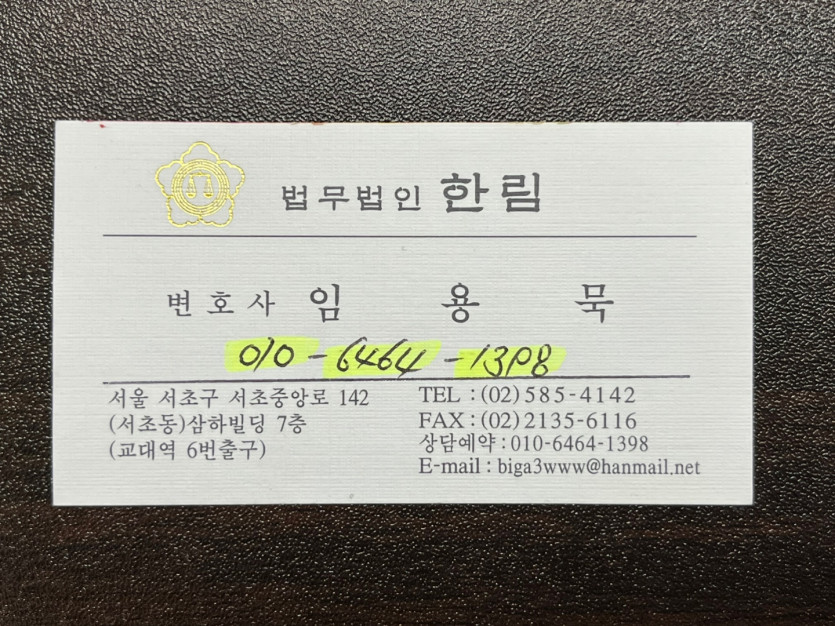 법무법인 한림
변호사 임용묵
010-6464-1398
서울 서초구 서초중앙로 142
(서초동)삼하빌딩 7층
(교대역 6번출구)
TEL : (02)585-4142
FAX : (02)2135-6116
상담예약 : 010-6464-1398
E-mail : biga3www@hanmail.net